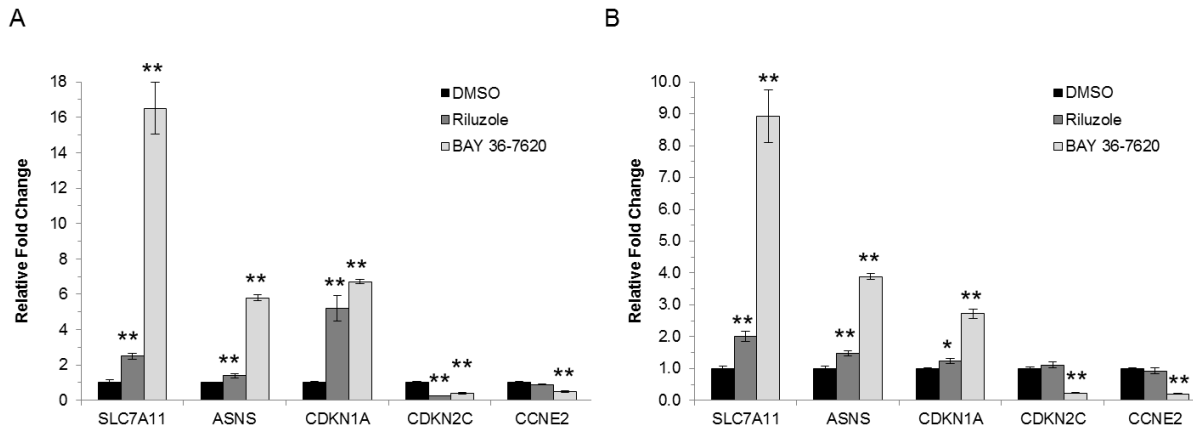 A
Relative Fold Change
18
16
14
12
10
8
6
4
2
0
DMSO
Riluzole
BAY 36-7620
**
**
**
**
**
**
**
**
**
SLC7A11
ASNS
CDKN1A
CDKN2C
CCNE2
B
Relative Fold Change
10.0
9.0
8.0
7.0
6.0
5.0
4.0
3.0
2.0
1.0
0.0
DMSO
Riluzole
BAY 36-7620
**
**
**
**
*
**
**
**
SLC7A11
ASNS
CDKN1A
CDKN2C
CCNE2